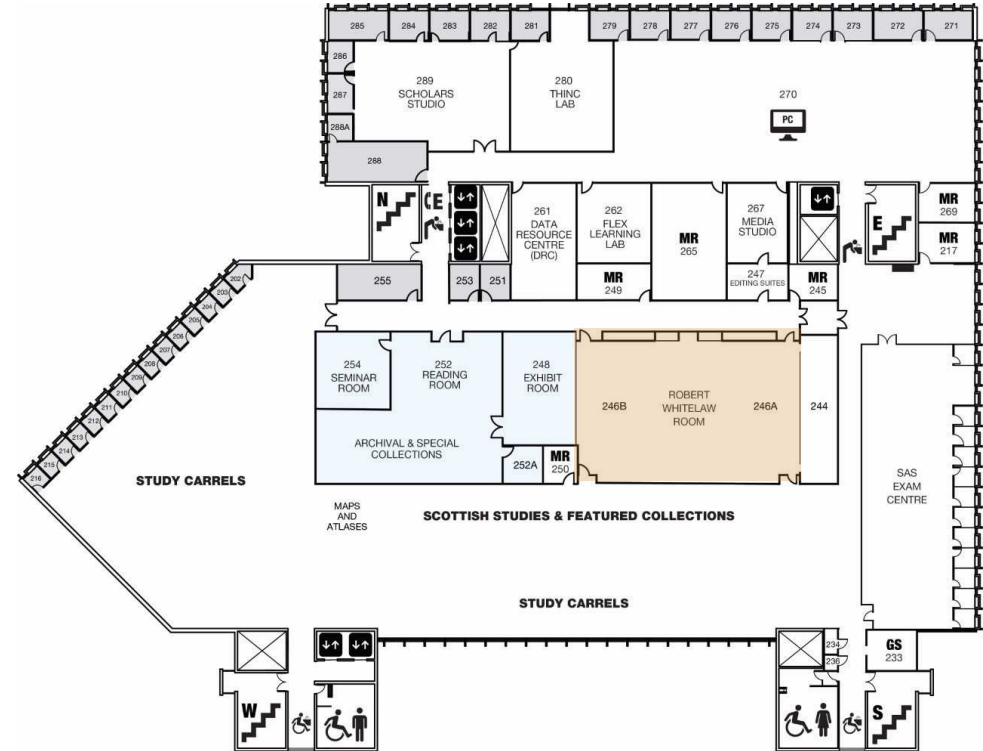 285
284
283
282
281
279
278
277
276
275
274
273
272
271
286
287
288A
288
289
SCHOLARS
STUDIO
280
THINC
LAB
270
PC
N
E
261
DATA
RESOURCE
CENTRE
(DRC)
262
FLEX
LEARNING
LAB
MR
265
267
MEDIA
STUDIO
E
MR
269
MR
217
255
253
251
MR
249
247
EDITING SUITES
MR
245
202
203
204
205
206
207
208
209
210
211
212
213
214
215
216
254
SEMINAR
ROOM
252
READING
ROOM
248
EXHIBIT
ROOM
246B
ROBERT
WHITELAW
ROOM
246A
244
ARCHIVAL & SPECIAL
COLLECTIONS
252A
MR
250
SAS
EXAM
CENTRE
STUDY CARRELS
MAPS
AND
ATLASES
SCOTTISH STUDIES & FEATURED COLLECTIONS
STUDY CARRELS
234
236
GS
233
W
S